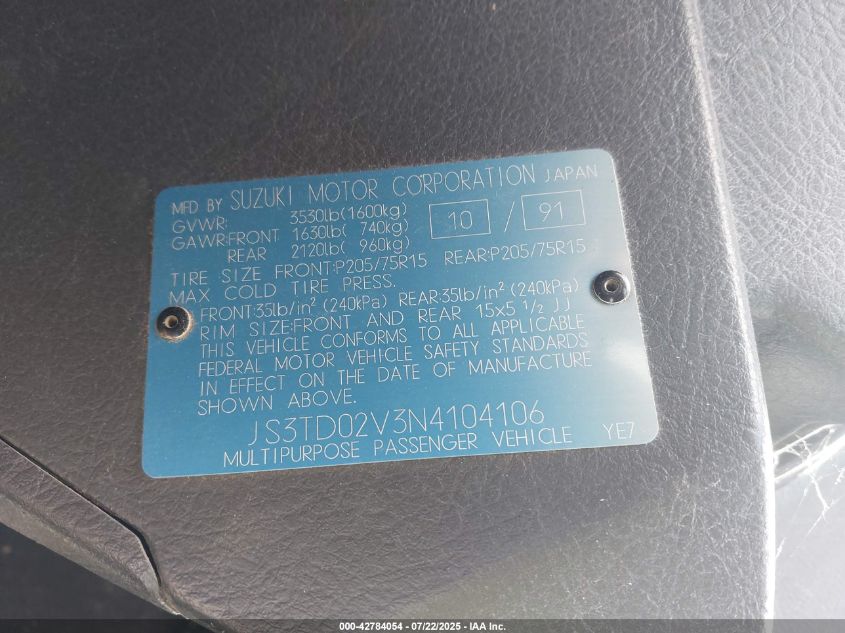 MFD BY SUZUKI MOTOR CORPORATION JAPAN
GVWR: 3530lb(1600kg) 10 / 91
GAWR:FRONT 1630lb( 740kg)
REAR 2120lb( 960kg)
TIRE SIZE FRONT:P205/75R15 REAR:P205/75R15
MAX COLD TIRE PRESS.
FRONT:35lb/in² (240kPa) REAR:35lb/in² (240kPa)
RIM SIZE:FRONT AND REAR 15x5 1/2 JJ
THIS VEHICLE CONFORMS TO ALL APPLICABLE
FEDERAL MOTOR VEHICLE SAFETY STANDARDS
IN EFFECT ON THE DATE OF MANUFACTURE
SHOWN ABOVE.
JS3TD02V3N4104106
MULTIPURPOSE PASSENGER VEHICLE YE7
000-42784054 - 07/22/2025 - IAA Inc.